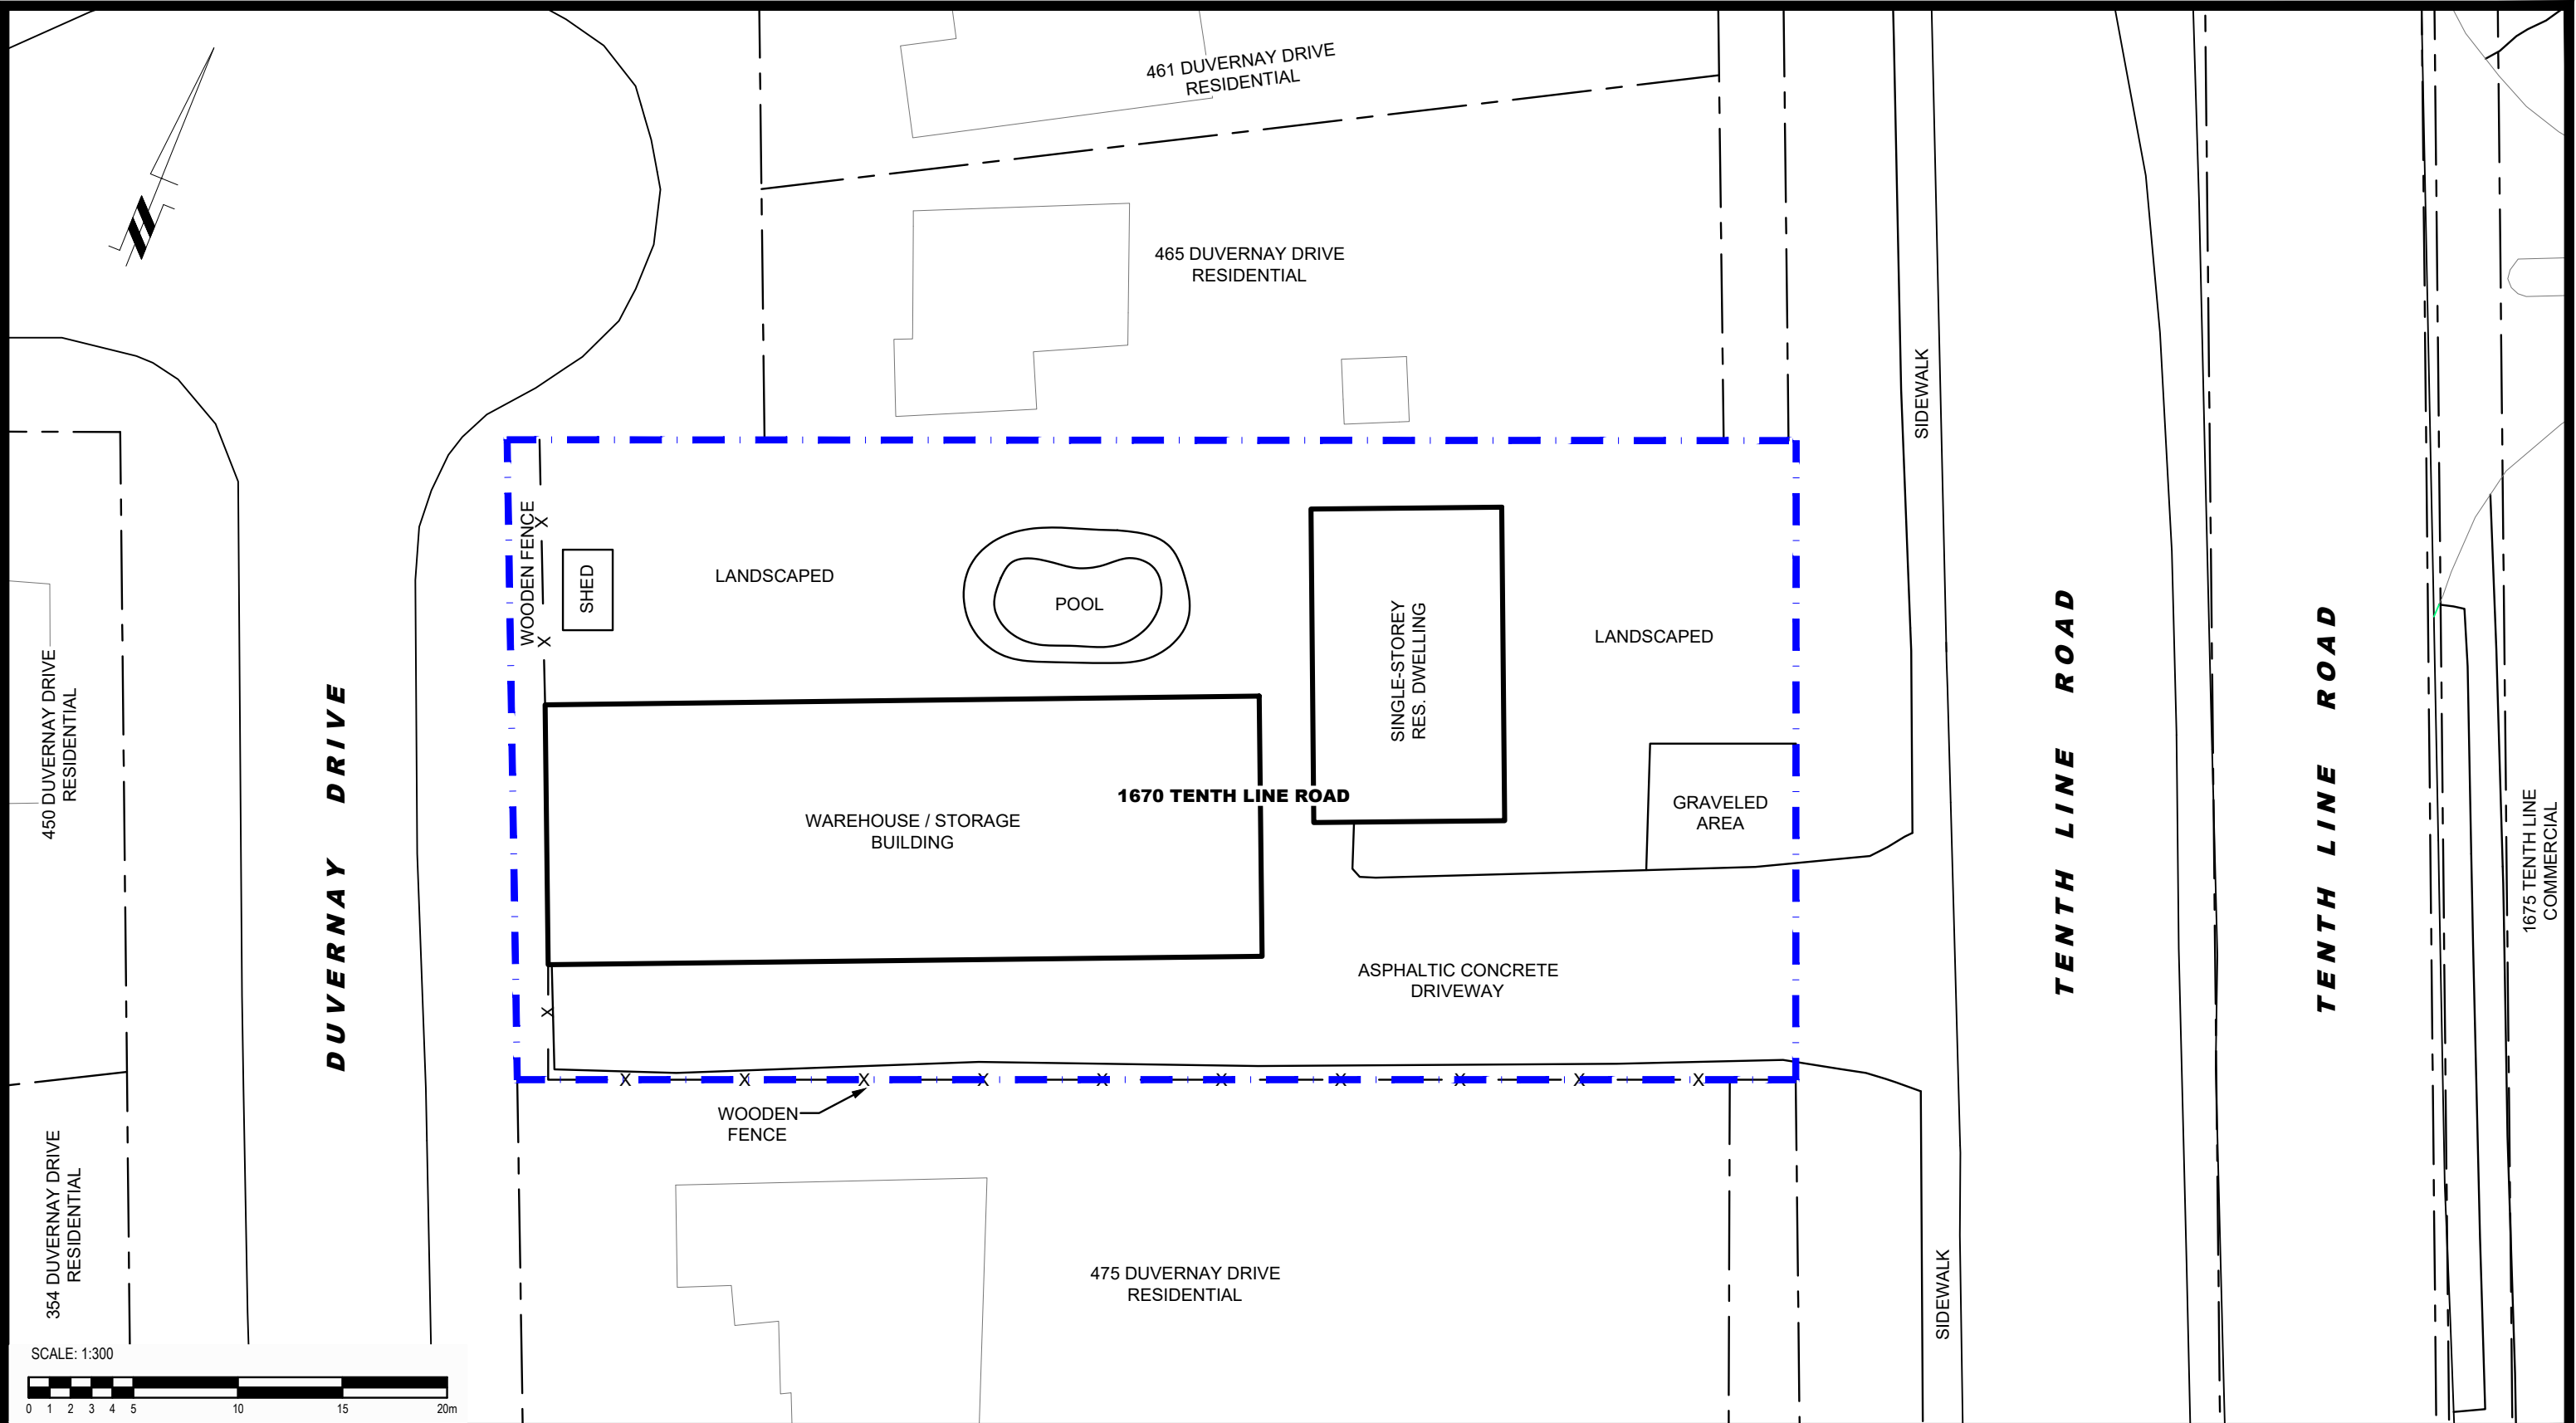 461 DUVERNAY DRIVE
RESIDENTIAL
465 DUVERNAY DRIVE
RESIDENTIAL
SIDEWALK
WOODEN FENCE
X
X
SHED
LANDSCAPED
POOL
SINGLE-STOREY
RES. DWELLING
LANDSCAPED
450 DUVERNAY DRIVE
RESIDENTIAL
DUVERNAY DRIVE
1670 TENTH LINE ROAD
WAREHOUSE / STORAGE
BUILDING
GRAVELED
AREA
TENTH LINE ROAD
TENTH LINE ROAD
1675 TENTH LINE
COMMERCIAL
ASPHALTIC CONCRETE
DRIVEWAY
X
X X X X X X X X X X
WOODEN
FENCE
354 DUVERNAY DRIVE
RESIDENTIAL
475 DUVERNAY DRIVE
RESIDENTIAL
SIDEWALK
SCALE: 1:300
0 1 2 3 4 5 10 15 20m